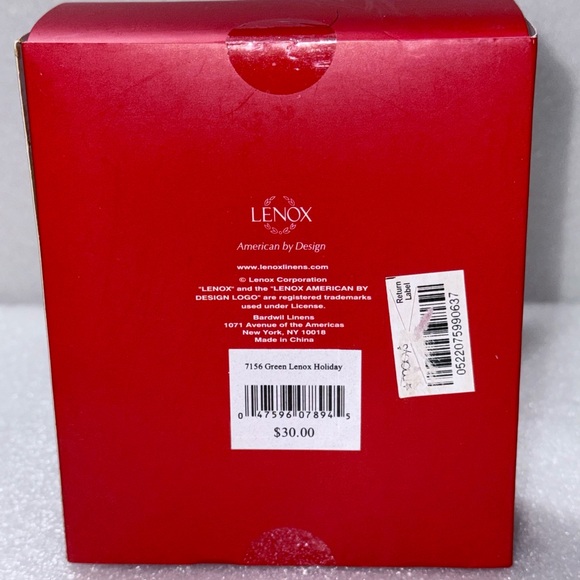 LENOX
American by Design
www.lenoxlinens.com
© Lenox Corporation
"LENOX" and the "LENOX AMERICAN BY
DESIGN LOGO" are registered trademarks
used under License.
Bardwil Linens
1071 Avenue of the Americas
New York, NY 10018
Made in China
7156 Green Lenox Holiday
0 47596 07894 5
$30.00
Return
Label
★macy's
0522075990637